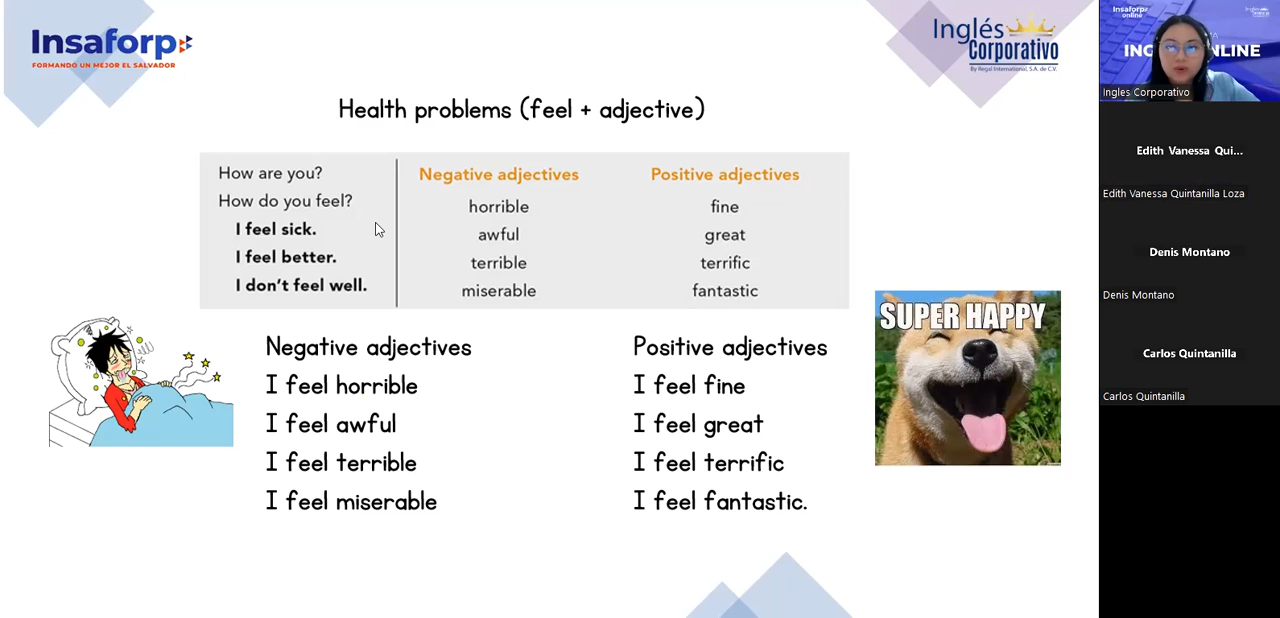 Insaforp
FORMANDO UN MEJOR EL SALVADOR
Inglés
Corporativo
By Regal International, S.A. de C.V.
Health problems (feel + adjective)
How are you?
How do you feel?
I feel sick.
I feel better.
I don't feel well.
Negative adjectives
horrible
awful
terrible
miserable
Positive adjectives
fine
great
terrific
fantastic
Negative adjectives
I feel horrible
I feel awful
I feel terrible
I feel miserable
Positive adjectives
I feel fine
I feel great
I feel terrific
I feel fantastic.
SUPER HAPPY
Insaforp
online
Ingles Corporativo
Edith Vanessa Qui...
Edith Vanessa Quintanilla Loza
Denis Montano
Denis Montano
Carlos Quintanilla
Carlos Quintanilla